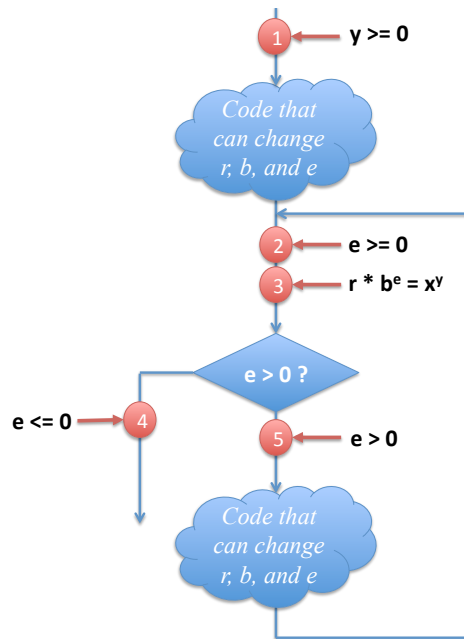 1
y >= 0
Code that
can change
r, b, and e
2
e >= 0
3
r * bᵉ = xʸ
e > 0 ?
e <= 0
4
5
e > 0
Code that
can change
r, b, and e